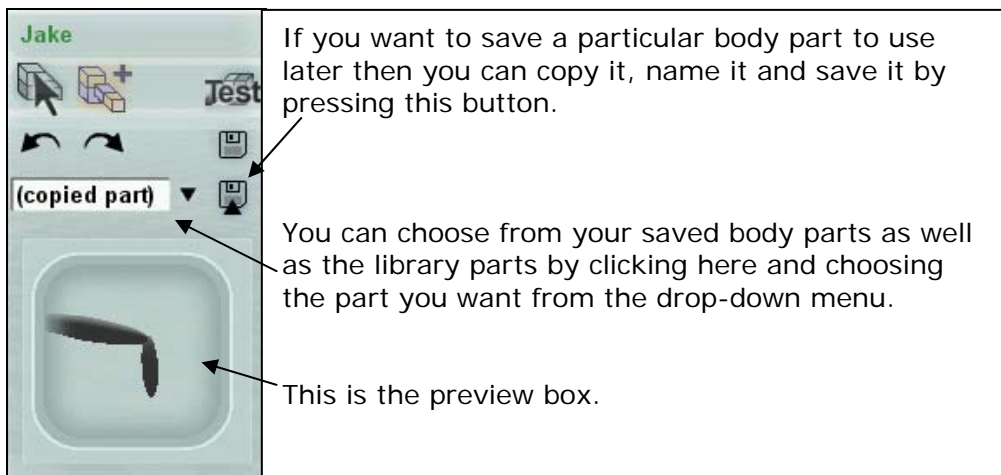 Jake
Test
(copied part)
If you want to save a particular body part to use
later then you can copy it, name it and save it by
pressing this button.
You can choose from your saved body parts as well
as the library parts by clicking here and choosing
the part you want from the drop-down menu.
This is the preview box.